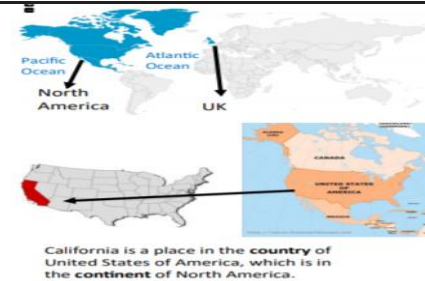 Pacific
Ocean
Atlantic
Ocean
North
America
UK
ALASKA
CANADA
UNITED STATES
OF
AMERICA
MEXICO
California is a place in the country of
United States of America, which is in
the continent of North America.